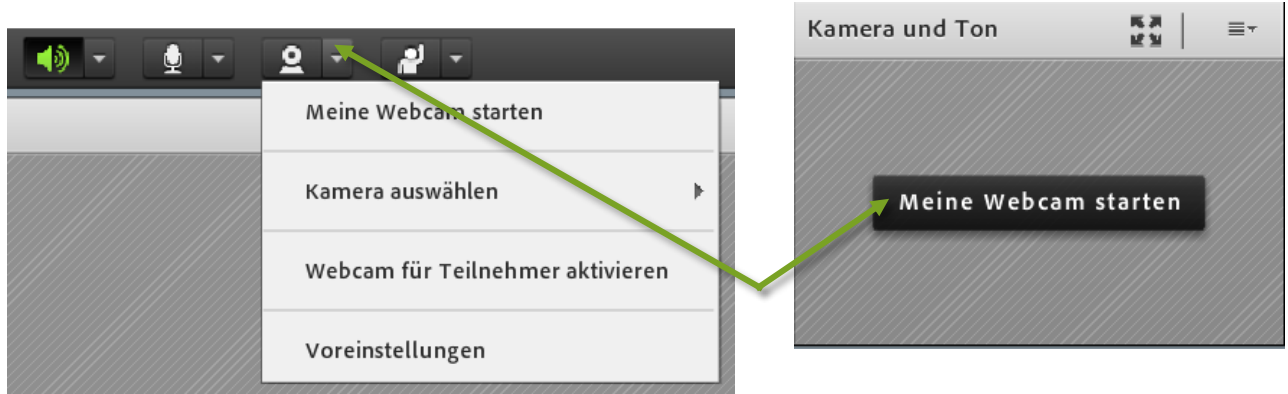 Meine Webcam starten
Kamera auswählen
Webcam für Teilnehmer aktivieren
Voreinstellungen
Kamera und Ton
Meine Webcam starten